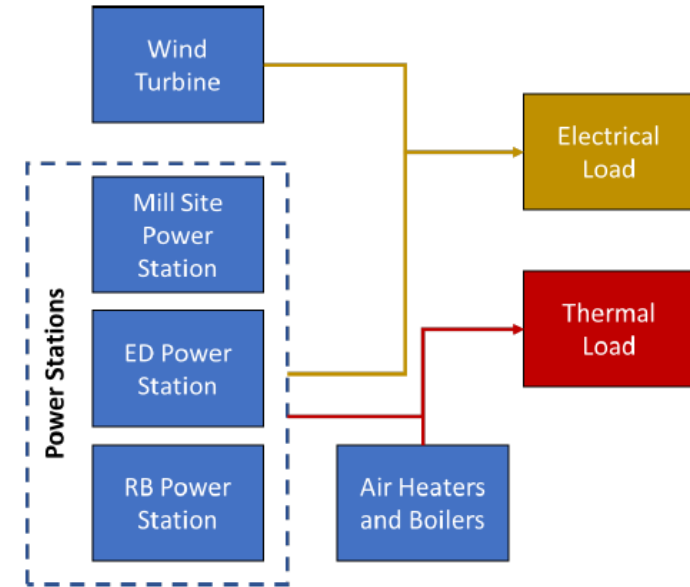 Wind
Turbine
Electrical
Load
Power Stations
Mill Site
Power
Station
Thermal
Load
ED Power
Station
RB Power
Station
Air Heaters
and Boilers